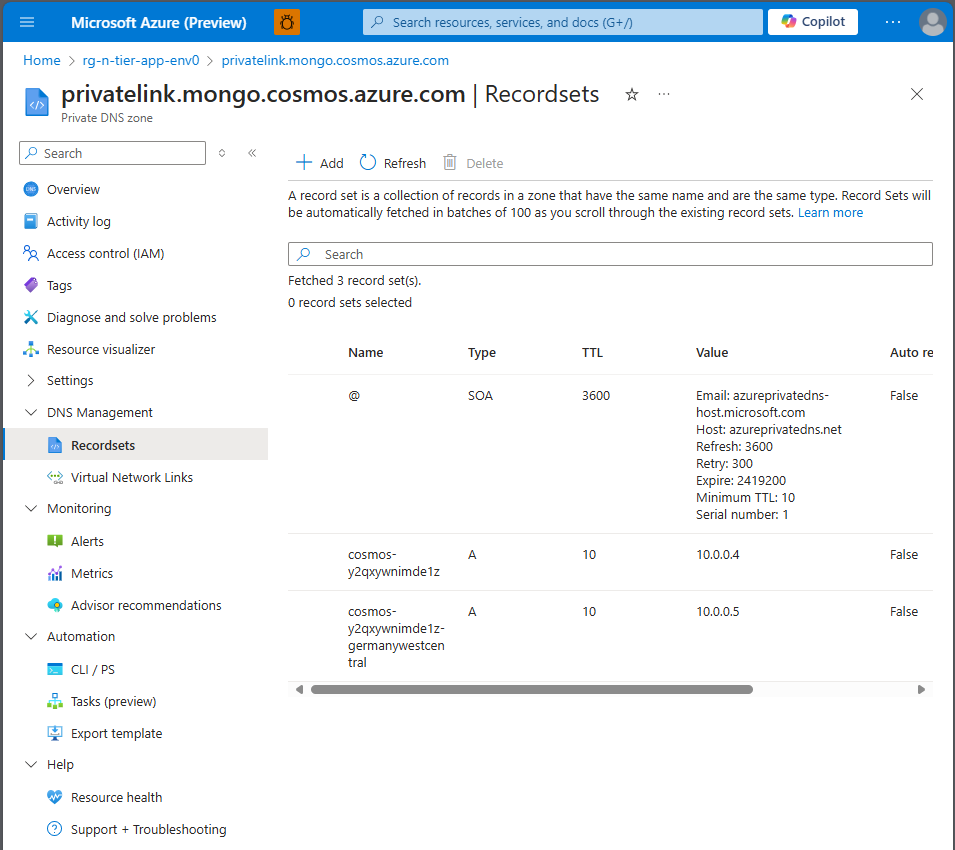 Microsoft Azure (Preview)
Search resources, services, and docs (G+/)
Copilot
Home > rg-n-tier-app-env0 > privatelink.mongo.cosmos.azure.com
privatelink.mongo.cosmos.azure.com | Recordsets
Private DNS zone
Search
Overview
Activity log
Access control (IAM)
Tags
Diagnose and solve problems
Resource visualizer
Settings
DNS Management
Recordsets
Virtual Network Links
Monitoring
Alerts
Metrics
Advisor recommendations
Automation
CLI / PS
Tasks (preview)
Export template
Help
Resource health
Support + Troubleshooting
Add Refresh Delete
A record set is a collection of records in a zone that have the same name and are the same type. Record Sets will
be automatically fetched in batches of 100 as you scroll through the existing record sets. Learn more
Search
Fetched 3 record set(s).
0 record sets selected
Name Type TTL Value Auto re
@ SOA 3600 Email: azureprivatedns- False
host.microsoft.com
Host: azureprivatedns.net
Refresh: 3600
Retry: 300
Expire: 2419200
Minimum TTL: 10
Serial number: 1
cosmos- A 10 10.0.0.4 False
y2qxywnimde1z
cosmos- A 10 10.0.0.5 False
y2qxywnimde1z-
germanywestcen
tral